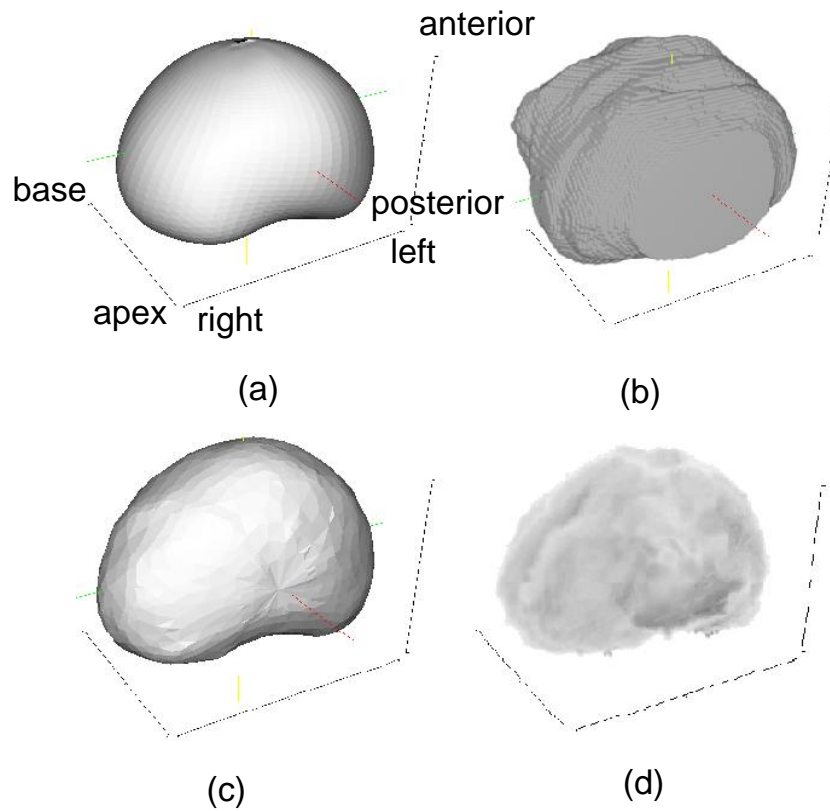 anterior
base
posterior
left
apex
right
(a)
(b)
(c)
(d)